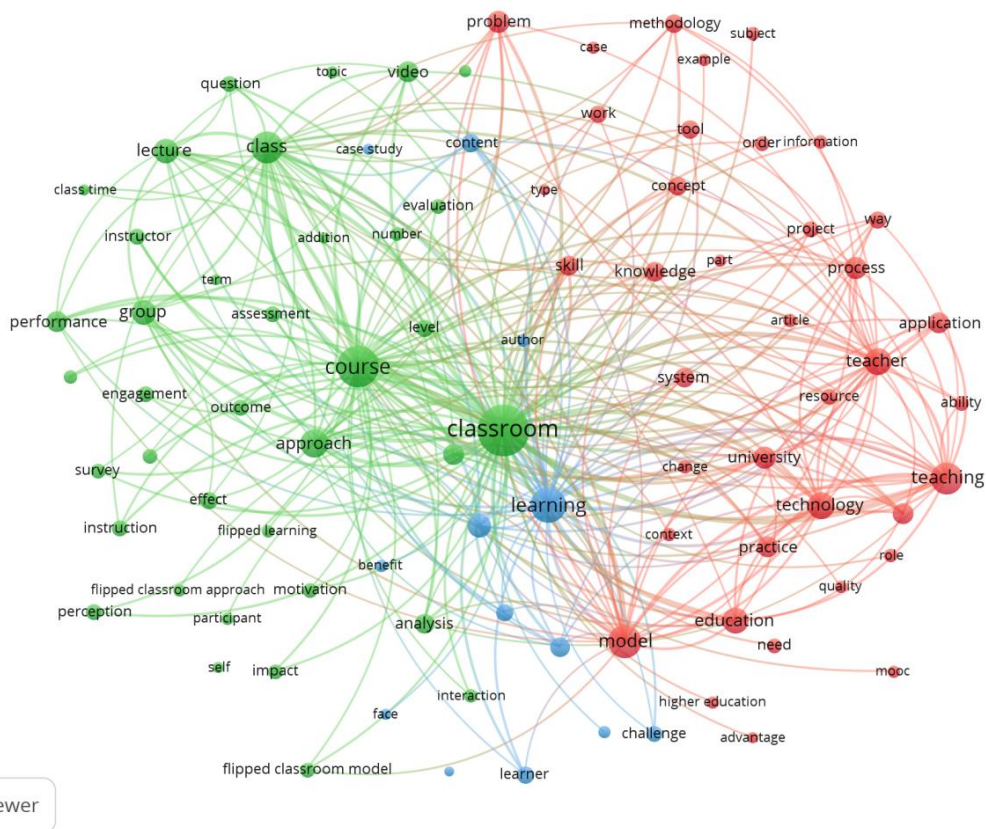 problem
methodology
subject
case
example
topic
video
question
work
tool
order
information
lecture
class
case study
content
concept
class time
type
evaluation
way
project
instructor
addition
number
skill
knowledge
part
process
term
performance
group
assessment
level
author
article
application
course
teacher
system
resource
ability
engagement
outcome
classroom
approach
university
survey
change
teaching
effect
learning
technology
instruction
flipped learning
context
practice
role
benefit
flipped classroom approach
motivation
quality
perception
participant
analysis
education
model
need
self
impact
mooc
interaction
higher education
face
challenge
advantage
flipped classroom model
learner
ewer